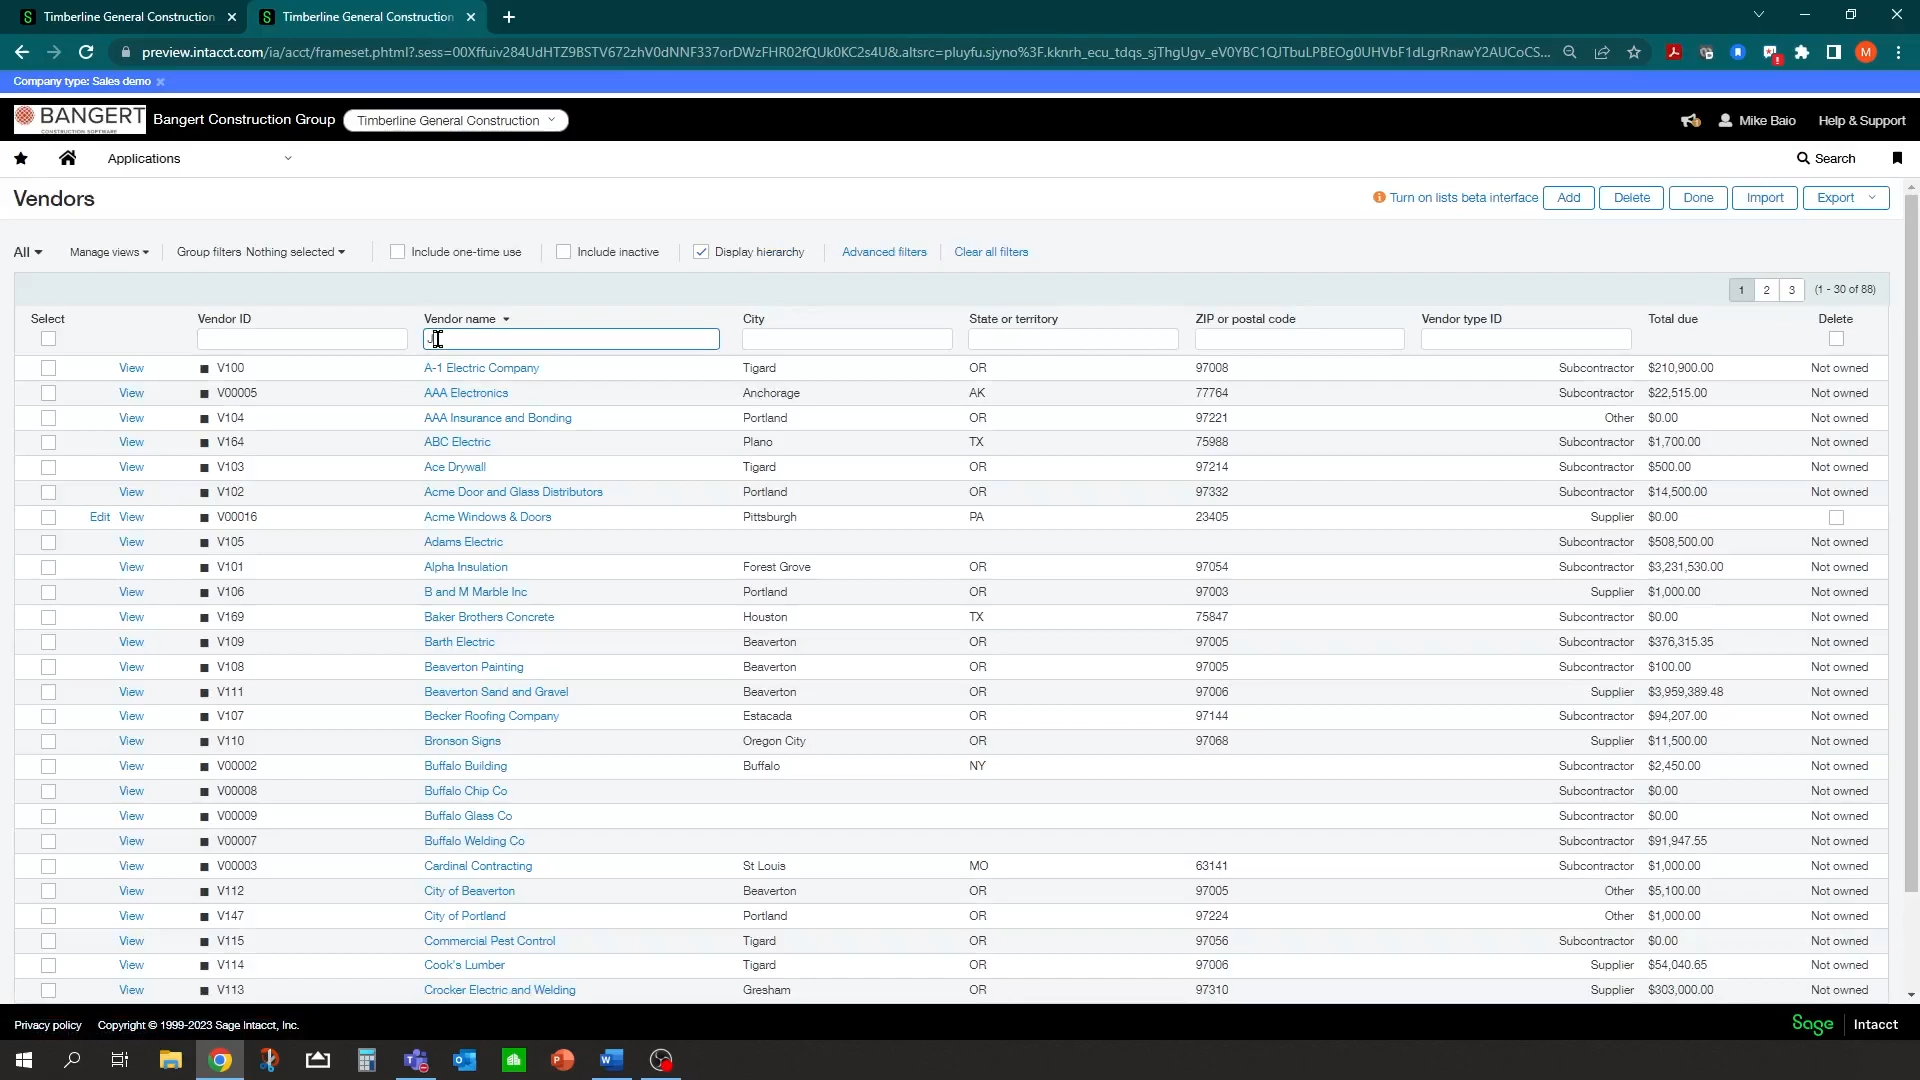 Timberline General Construction
Timberline General Construction
preview.intacct.com/ia/acct/frameset.phtml?.sess=00Xffuiv284UdHTZ9BSTV672zhV0dNNF337orDWzFHR02fQUk0KC2s4U&.altsrc=pluyfu.sjyno%3F.kknrh_ecu_tdqs_sjThgUgv_eV0YBC1QJTbuLPBEOg0UHVbF1dLgrRnawY2AUCoCS...
M
Company type: Sales demo
BANGERT
CONSTRUCTION SOFTWARE
Bangert Construction Group
Timberline General Construction
Mike Baio
Help & Support
Applications
Search
Vendors
Turn on lists beta interface
Add
Delete
Done
Import
Export
All
Manage views
Group filters Nothing selected
Include one-time use
Include inactive
Display hierarchy
Advanced filters
Clear all filters
1 2 3 (1 - 30 of 88)
Select Vendor ID Vendor name City State or territory ZIP or postal code Vendor type ID Total due Delete
J
View V100 A-1 Electric Company Tigard OR 97008 Subcontractor $210,900.00 Not owned
View V00005 AAA Electronics Anchorage AK 77764 Subcontractor $22,515.00 Not owned
View V104 AAA Insurance and Bonding Portland OR 97221 Other $0.00 Not owned
View V164 ABC Electric Plano TX 75988 Subcontractor $1,700.00 Not owned
View V103 Ace Drywall Tigard OR 97214 Subcontractor $500.00 Not owned
View V102 Acme Door and Glass Distributors Portland OR 97332 Subcontractor $14,500.00 Not owned
Edit View V00016 Acme Windows & Doors Pittsburgh PA 23405 Supplier $0.00
View V105 Adams Electric Subcontractor $508,500.00 Not owned
View V101 Alpha Insulation Forest Grove OR 97054 Subcontractor $3,231,530.00 Not owned
View V106 B and M Marble Inc Portland OR 97003 Supplier $1,000.00 Not owned
View V169 Baker Brothers Concrete Houston TX 75847 Subcontractor $0.00 Not owned
View V109 Barth Electric Beaverton OR 97005 Subcontractor $376,315.35 Not owned
View V108 Beaverton Painting Beaverton OR 97005 Subcontractor $100.00 Not owned
View V111 Beaverton Sand and Gravel Beaverton OR 97006 Supplier $3,959,389.48 Not owned
View V107 Becker Roofing Company Estacada OR 97144 Subcontractor $94,207.00 Not owned
View V110 Bronson Signs Oregon City OR 97068 Supplier $11,500.00 Not owned
View V00002 Buffalo Building Buffalo NY Subcontractor $2,450.00 Not owned
View V00008 Buffalo Chip Co Subcontractor $0.00 Not owned
View V00009 Buffalo Glass Co Subcontractor $0.00 Not owned
View V00007 Buffalo Welding Co Subcontractor $91,947.55 Not owned
View V00003 Cardinal Contracting St Louis MO 63141 Subcontractor $1,000.00 Not owned
View V112 City of Beaverton Beaverton OR 97005 Other $5,100.00 Not owned
View V147 City of Portland Portland OR 97224 Other $1,000.00 Not owned
View V115 Commercial Pest Control Tigard OR 97056 Subcontractor $0.00 Not owned
View V114 Cook's Lumber Tigard OR 97006 Supplier $54,040.65 Not owned
View V113 Crocker Electric and Welding Gresham OR 97310 Supplier $303,000.00 Not owned
Privacy policy Copyright © 1999-2023 Sage Intacct, Inc.
Sage Intacct